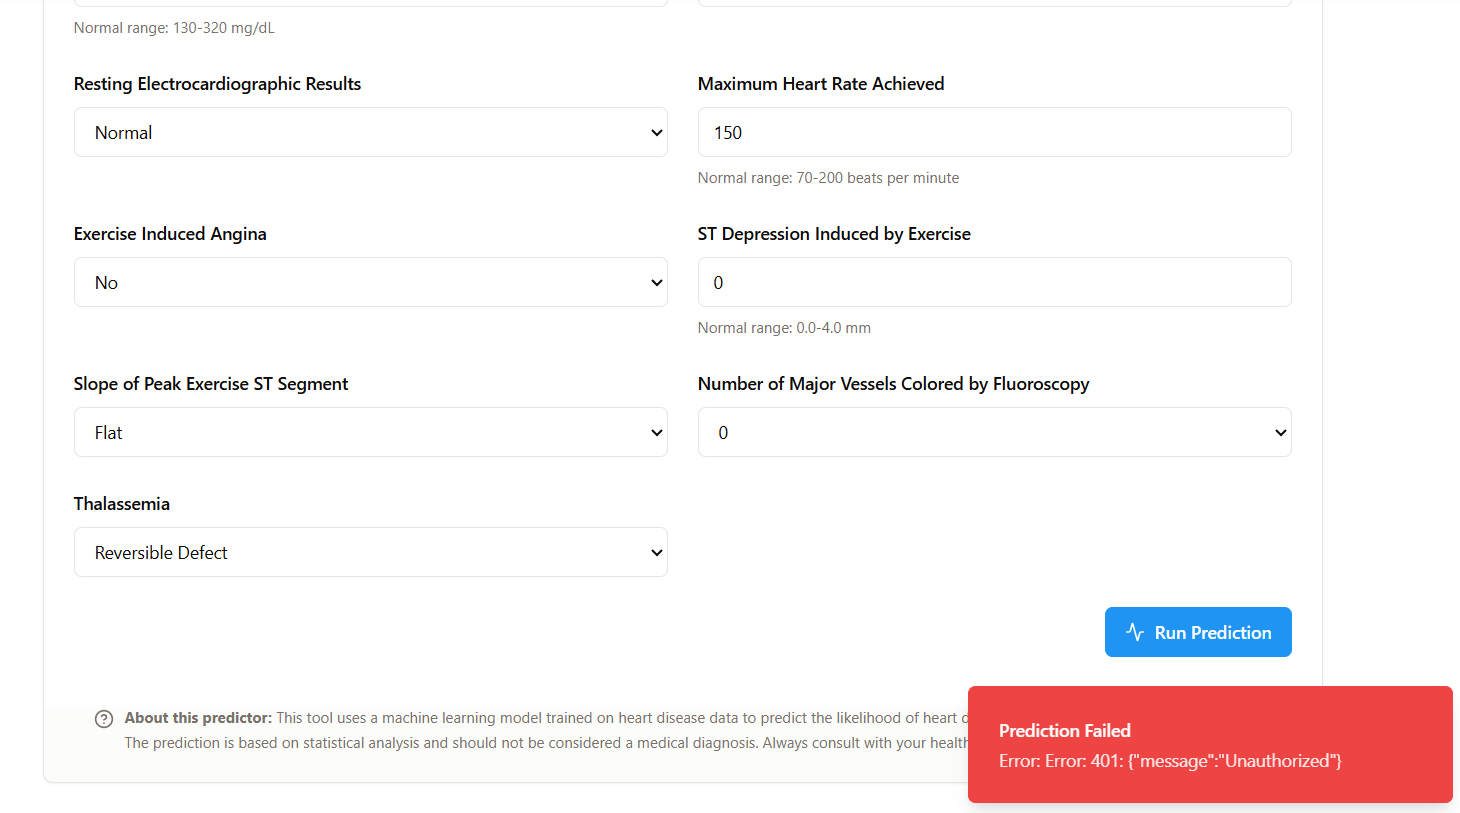 Normal range: 130-320 mg/dL
Resting Electrocardiographic Results
Maximum Heart Rate Achieved
Normal
150
Normal range: 70-200 beats per minute
Exercise Induced Angina
ST Depression Induced by Exercise
No
0
Normal range: 0.0-4.0 mm
Slope of Peak Exercise ST Segment
Number of Major Vessels Colored by Fluoroscopy
Flat
0
Thalassemia
Reversible Defect
Run Prediction
About this predictor: This tool uses a machine learning model trained on heart disease data to predict the likelihood of heart
The prediction is based on statistical analysis and should not be considered a medical diagnosis. Always consult with your
Prediction Failed
Error: Error: 401: {"message":"Unauthorized"}